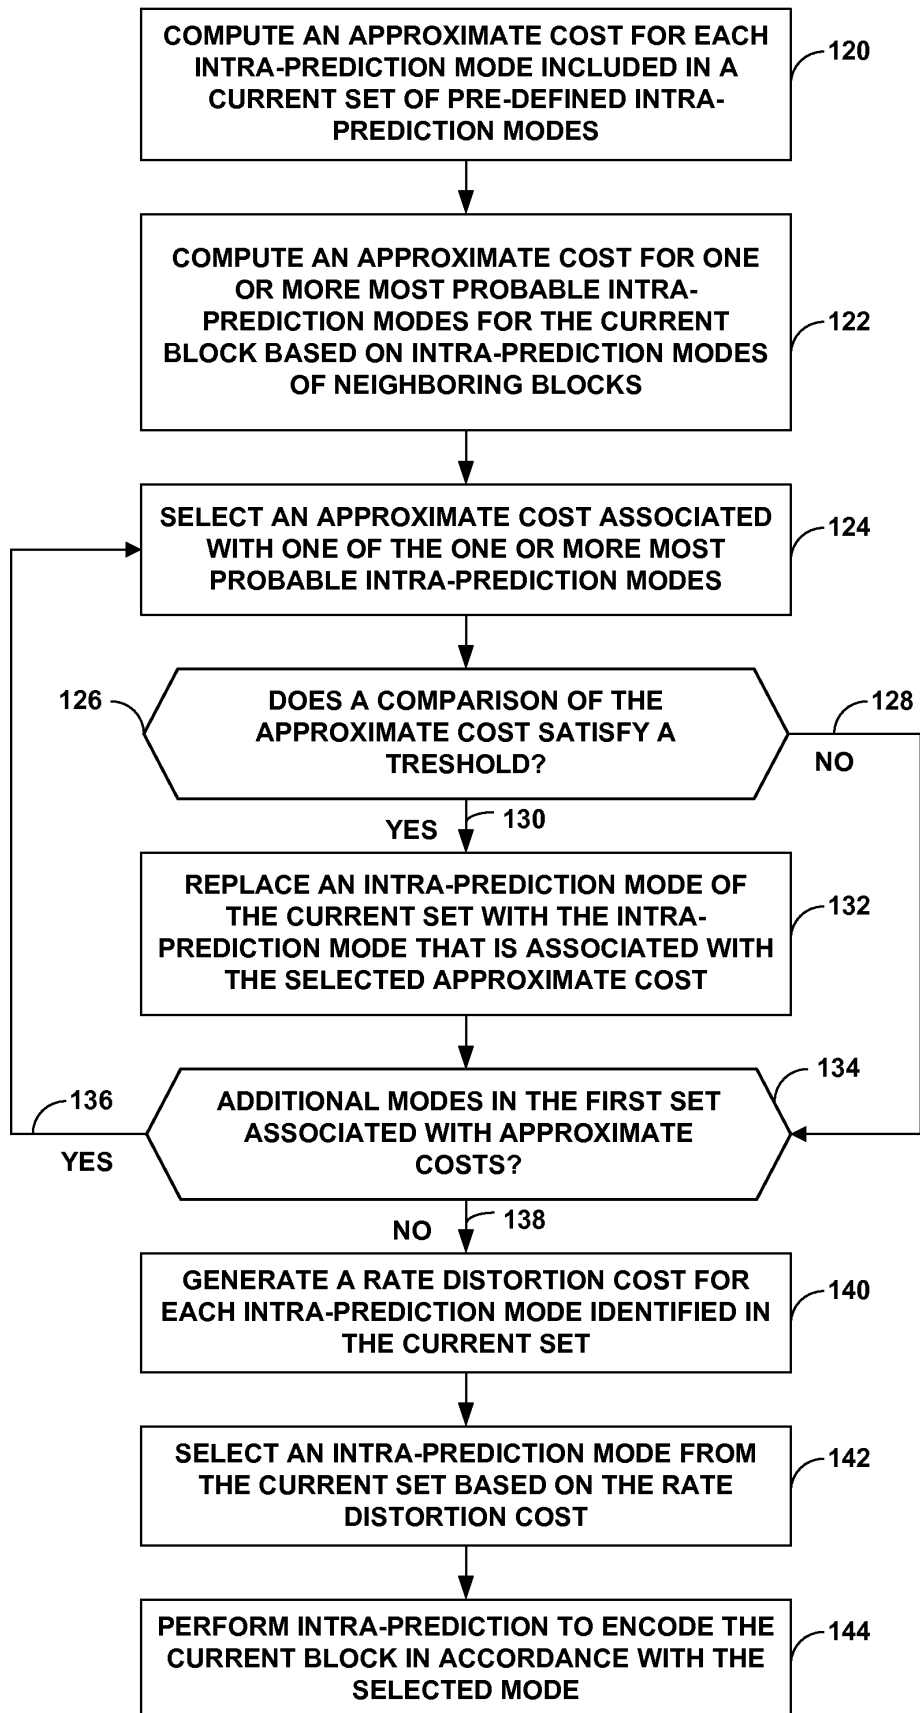 COMPUTE AN APPROXIMATE COST FOR EACH
INTRA-PREDICTION MODE INCLUDED IN A
CURRENT SET OF PRE-DEFINED INTRA-
PREDICTION MODES
120
COMPUTE AN APPROXIMATE COST FOR ONE
OR MORE MOST PROBABLE INTRA-
PREDICTION MODES FOR THE CURRENT
BLOCK BASED ON INTRA-PREDICTION MODES
OF NEIGHBORING BLOCKS
122
SELECT AN APPROXIMATE COST ASSOCIATED
WITH ONE OF THE ONE OR MORE MOST
PROBABLE INTRA-PREDICTION MODES
124
126
DOES A COMPARISON OF THE
APPROXIMATE COST SATISFY A
TRESHOLD?
128
NO
130
YES
REPLACE AN INTRA-PREDICTION MODE OF
THE CURRENT SET WITH THE INTRA-
PREDICTION MODE THAT IS ASSOCIATED WITH
THE SELECTED APPROXIMATE COST
132
134
ADDITIONAL MODES IN THE FIRST SET
ASSOCIATED WITH APPROXIMATE
COSTS?
136
YES
138
NO
GENERATE A RATE DISTORTION COST FOR
EACH INTRA-PREDICTION MODE IDENTIFIED IN
THE CURRENT SET
140
SELECT AN INTRA-PREDICTION MODE FROM
THE CURRENT SET BASED ON THE RATE
DISTORTION COST
142
PERFORM INTRA-PREDICTION TO ENCODE THE
CURRENT BLOCK IN ACCORDANCE WITH THE
SELECTED MODE
144